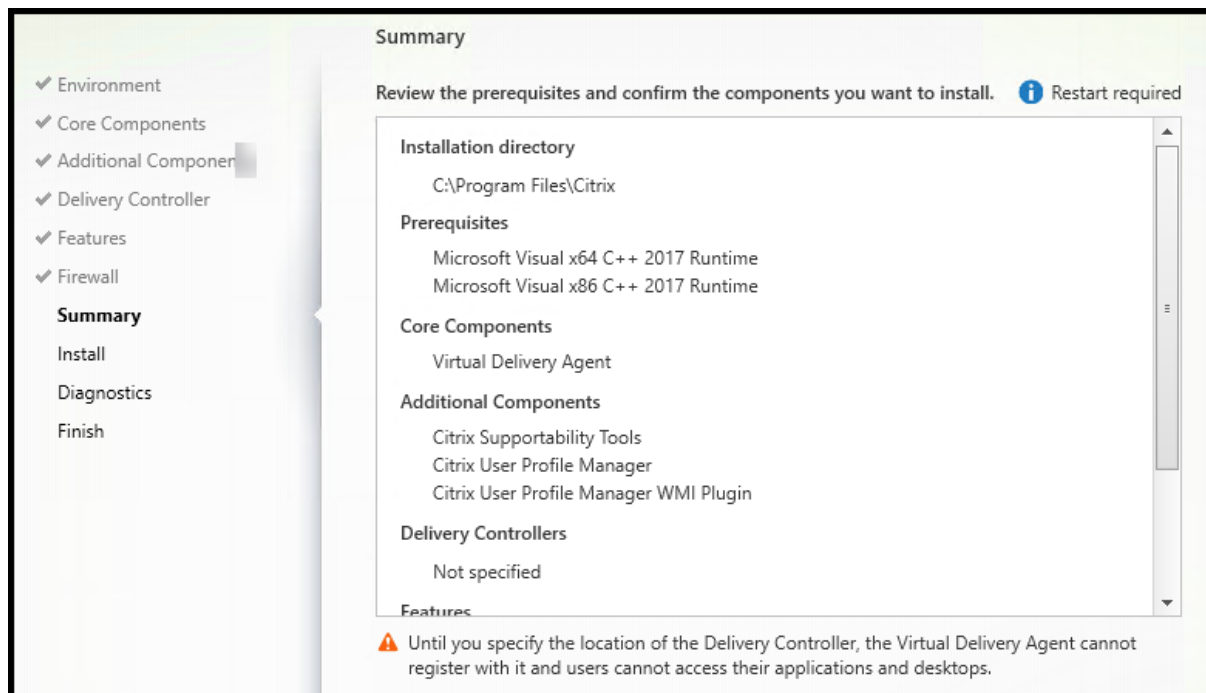 Summary
Environment
Core Components
Additional Componen
Delivery Controller
Features
Firewall
Summary
Install
Diagnostics
Finish
Review the prerequisites and confirm the components you want to install.
Restart required
Installation directory
C:\Program Files\Citrix
Prerequisites
Microsoft Visual x64 C++ 2017 Runtime
Microsoft Visual x86 C++ 2017 Runtime
Core Components
Virtual Delivery Agent
Additional Components
Citrix Supportability Tools
Citrix User Profile Manager
Citrix User Profile Manager WMI Plugin
Delivery Controllers
Not specified
Features
Until you specify the location of the Delivery Controller, the Virtual Delivery Agent cannot
register with it and users cannot access their applications and desktops.